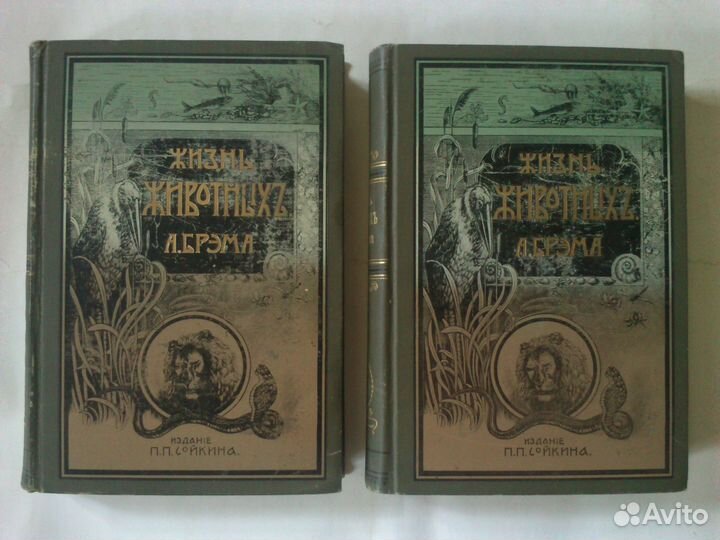 ЖИЗНЬ
ЖИВОТНЫХЪ
А. БРЭМА
ИЗДАНІЕ
П.П. СОЙКИНА.
ЖИЗНЬ
ЖИВОТНЫХЪ
А. БРЭМА
ИЗДАНІЕ
П.П. СОЙКИНА.
Avito